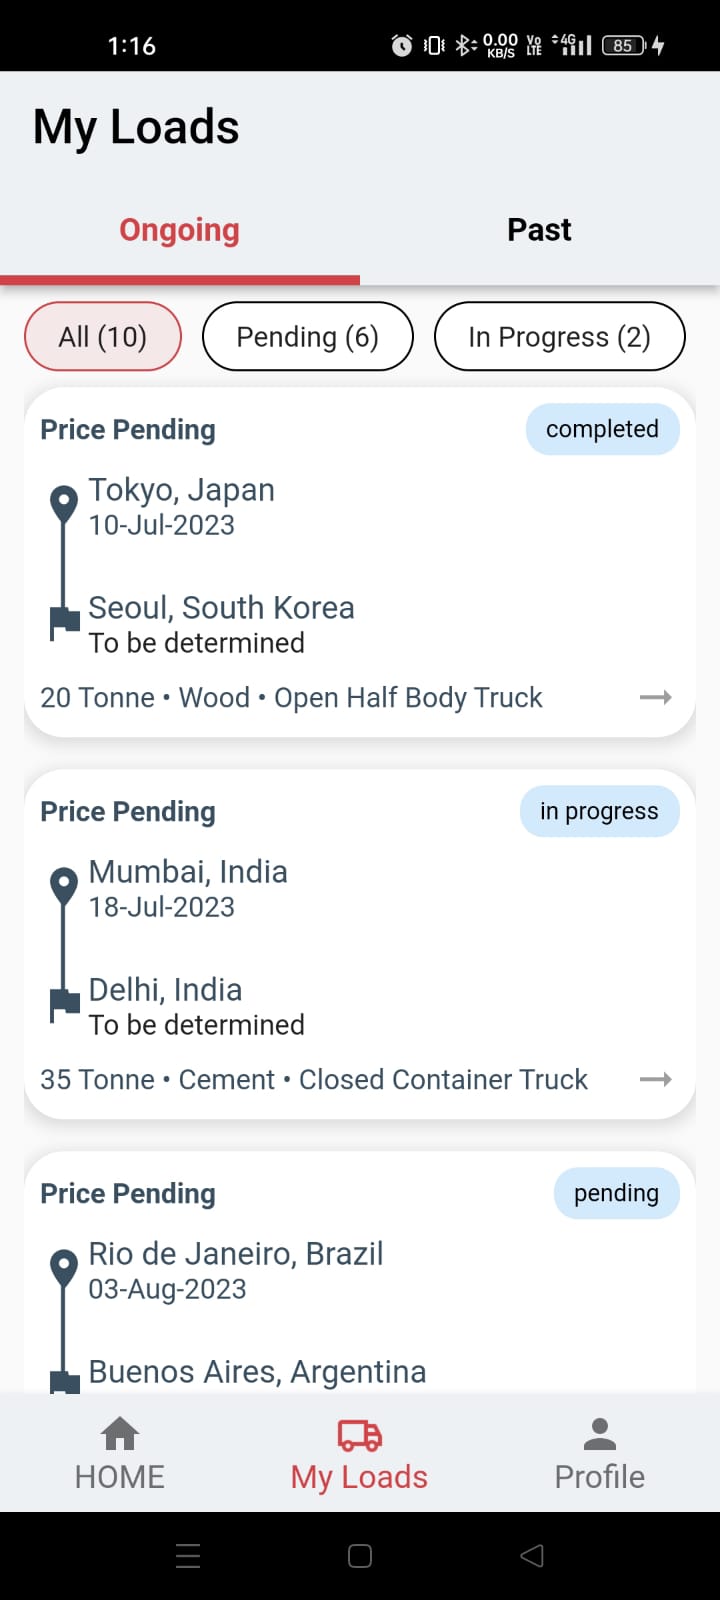 1:16
0.00 KB/S
Vo LTE
4G
85
My Loads
Ongoing
Past
All (10)
Pending (6)
In Progress (2)
Price Pending
completed
Tokyo, Japan
10-Jul-2023
Seoul, South Korea
To be determined
20 Tonne • Wood • Open Half Body Truck
Price Pending
in progress
Mumbai, India
18-Jul-2023
Delhi, India
To be determined
35 Tonne • Cement • Closed Container Truck
Price Pending
pending
Rio de Janeiro, Brazil
03-Aug-2023
Buenos Aires, Argentina
HOME
My Loads
Profile